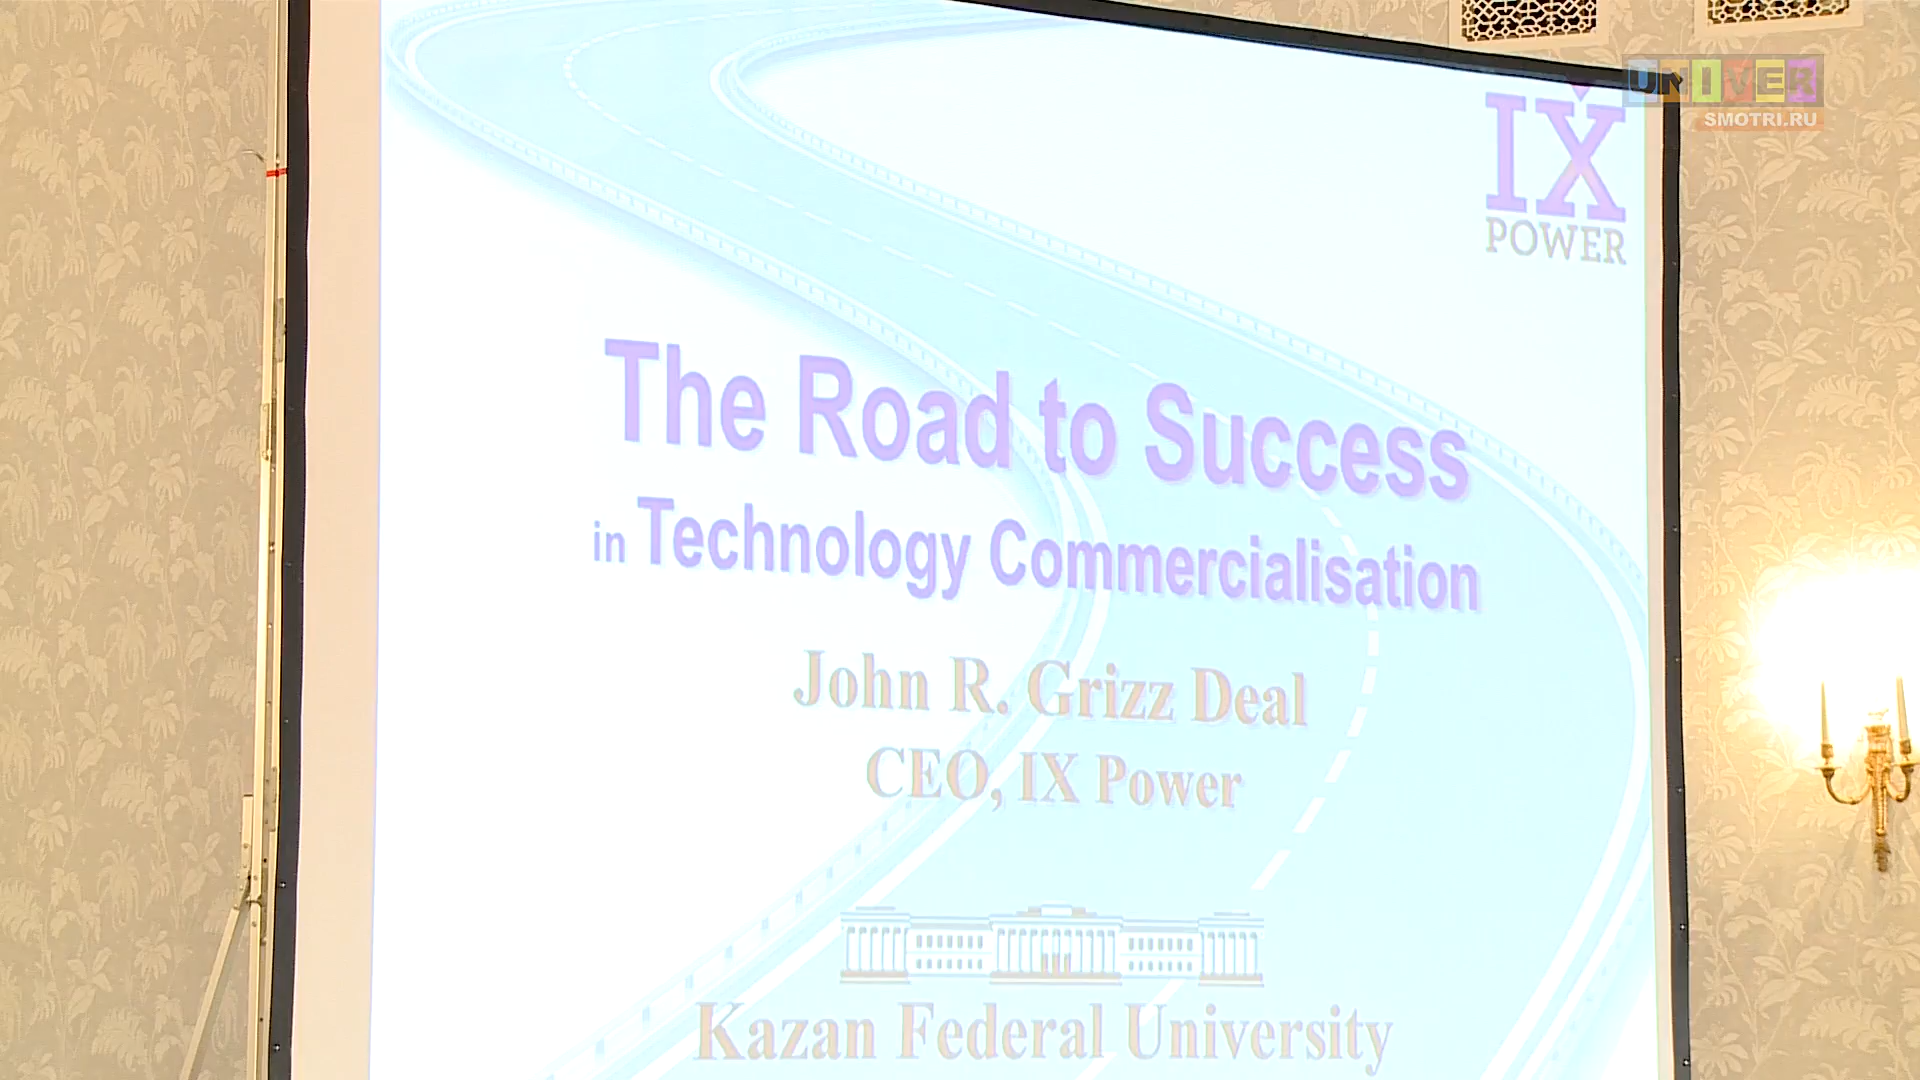 UNIVER
SMOTRI.RU
IX
POWER
The Road to Success
in Technology Commercialisation
John R. Grizz Deal
CEO, IX Power
Kazan Federal University